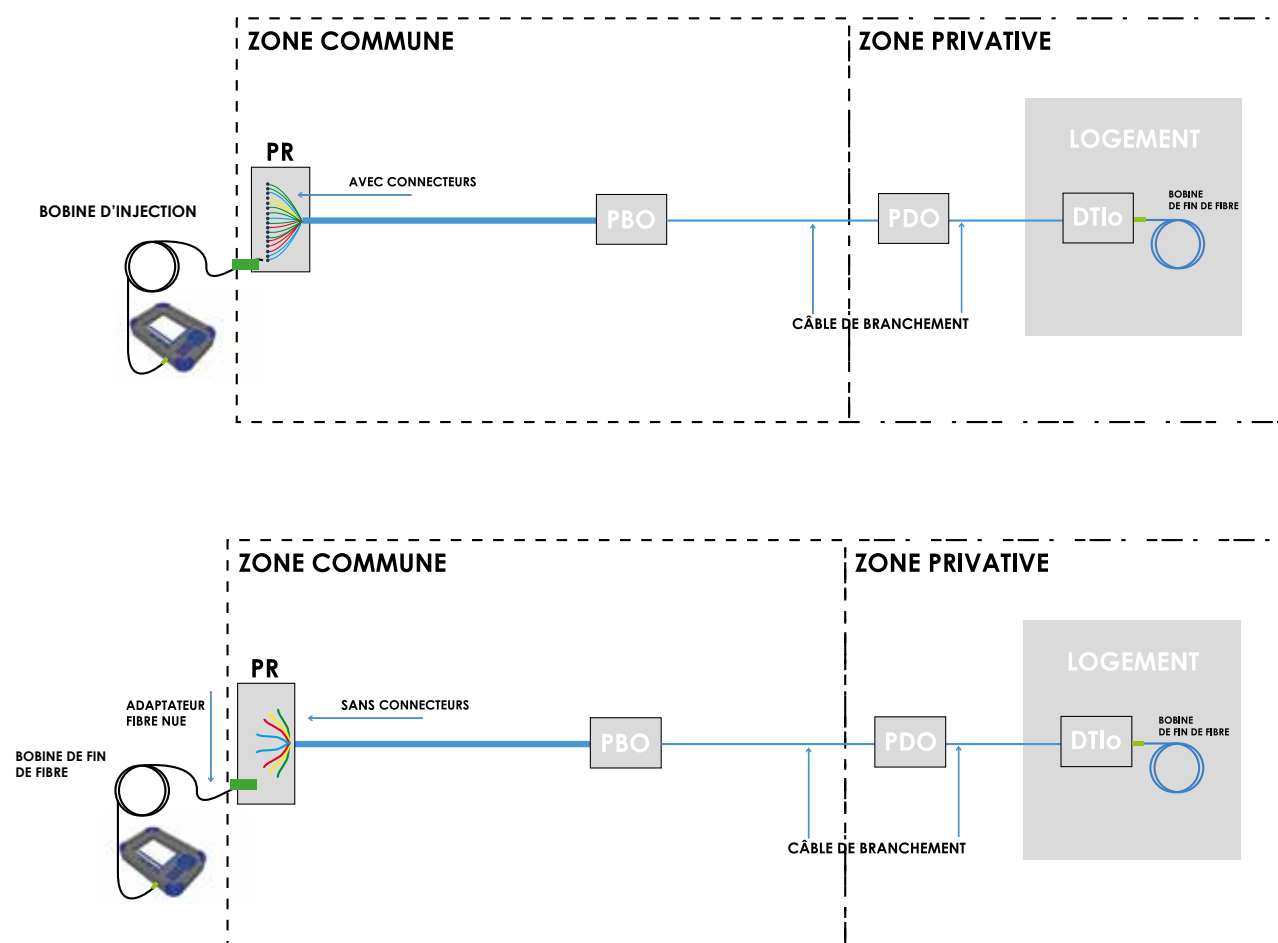 ZONE COMMUNE
ZONE PRIVATIVE
LOGEMENT
PR
AVEC CONNECTEURS
BOBINE D'INJECTION
PBO
PDO
DTIo
BOBINE
DE FIN DE FIBRE
CÂBLE DE BRANCHEMENT
ZONE COMMUNE
ZONE PRIVATIVE
LOGEMENT
PR
ADAPTATEUR
FIBRE NUE
SANS CONNECTEURS
BOBINE DE FIN
DE FIBRE
PBO
PDO
DTIo
BOBINE
DE FIN DE FIBRE
CÂBLE DE BRANCHEMENT